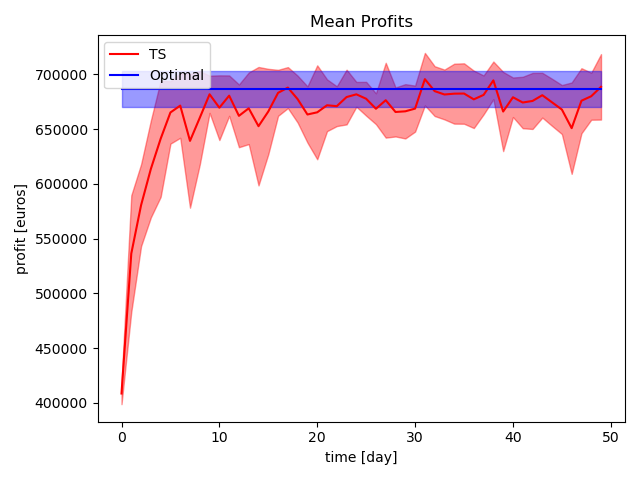 Mean Profits
TS
Optimal
profit [euros]
700000
650000
600000
550000
500000
450000
400000
0 10 20 30 40 50
time [day]